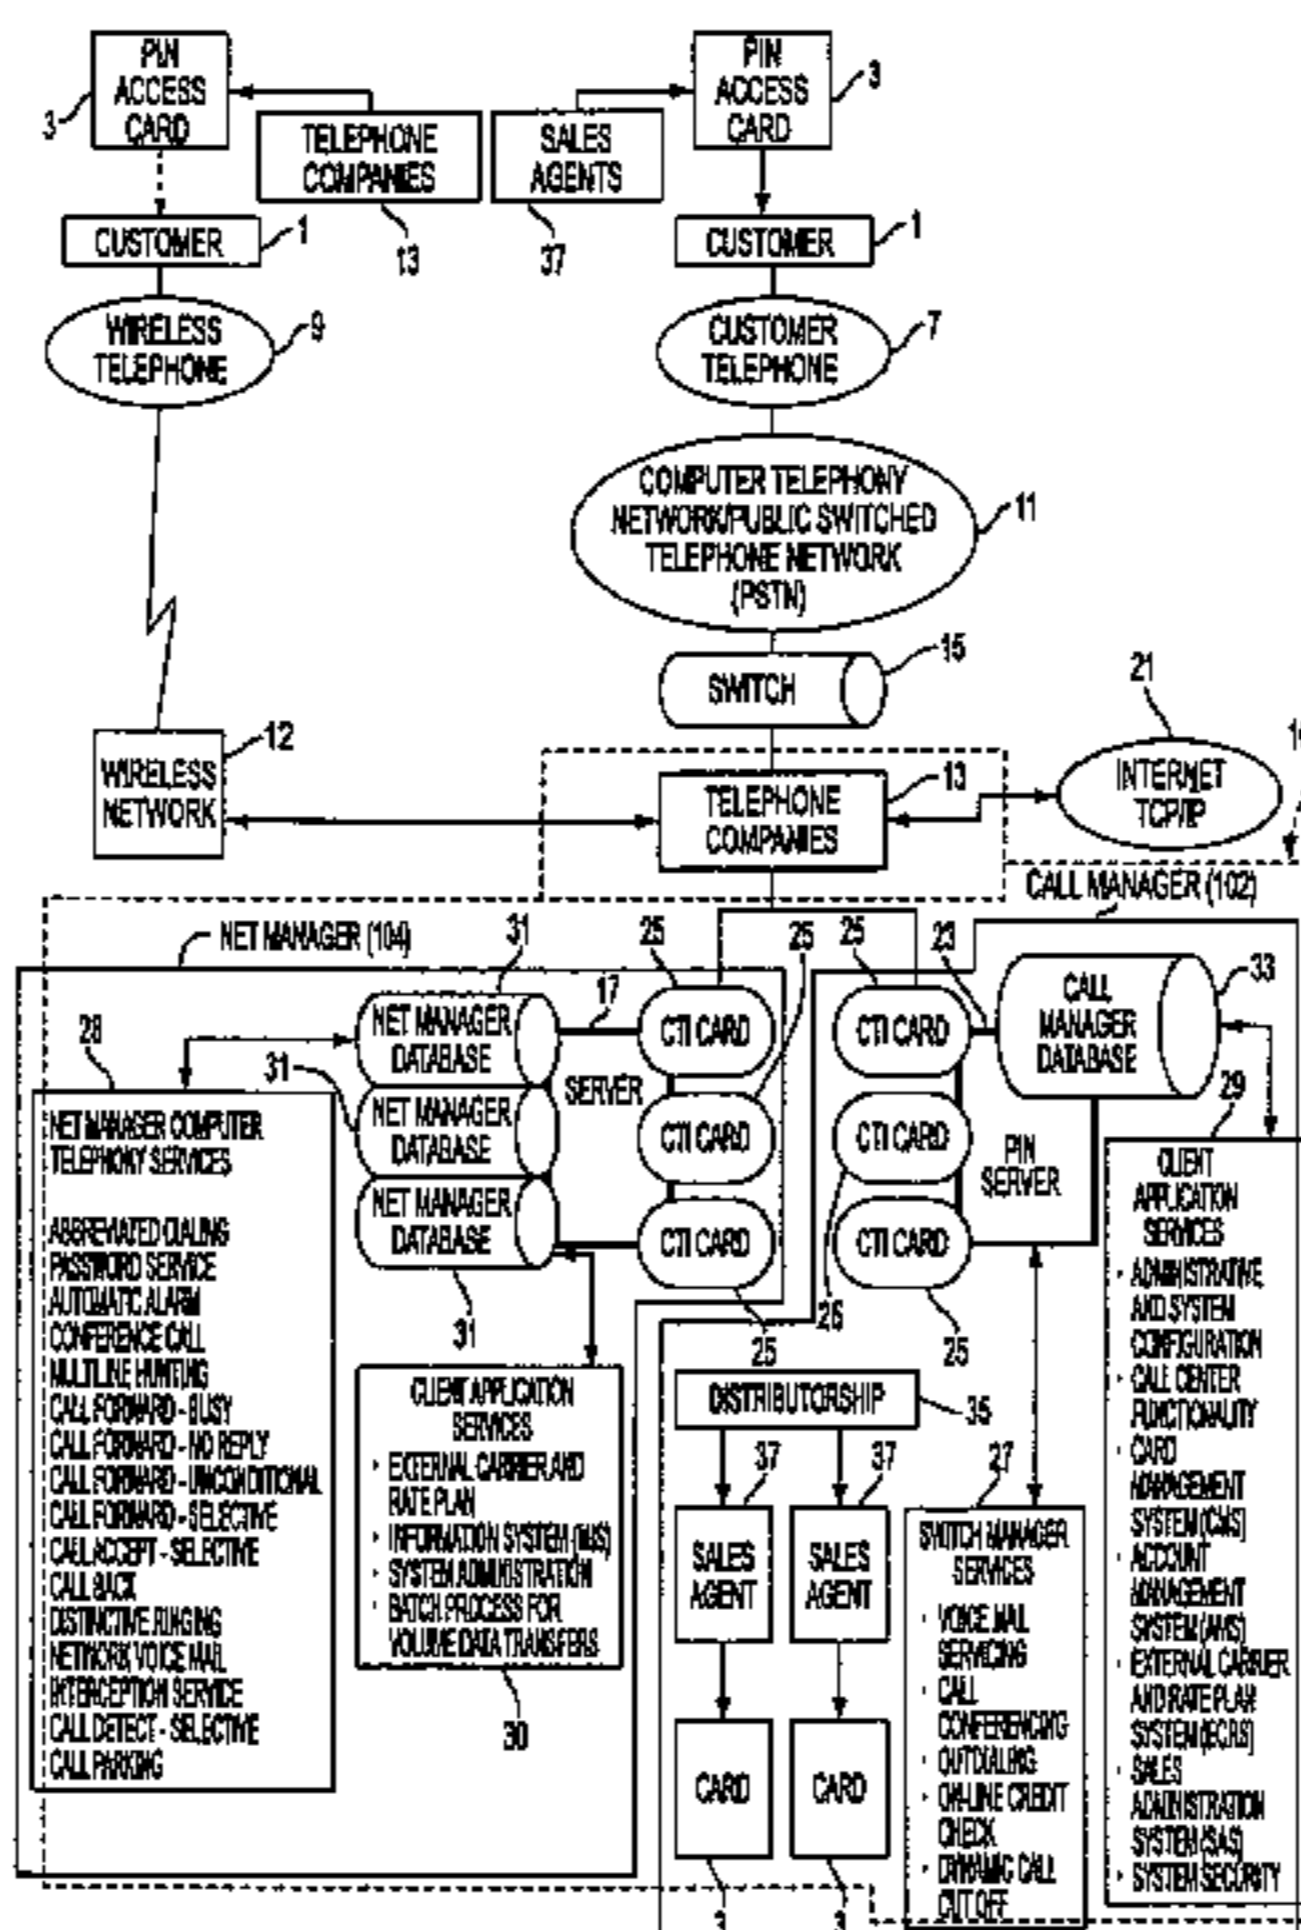 PIN
ACCESS
CARD
3
TELEPHONE
COMPANIES
13
SALES
AGENTS
37
PIN
ACCESS
CARD
3
CUSTOMER
1
CUSTOMER
1
WIRELESS
TELEPHONE
9
CUSTOMER
TELEPHONE
7
COMPUTER TELEPHONY
NETWORK/PUBLIC SWITCHED
TELEPHONE NETWORK
(PSTN)
11
SWITCH
15
WIRELESS
NETWORK
12
TELEPHONE
COMPANIES
13
INTERNET
TCP/IP
21
CALL MANAGER (102)
NET MANAGER (104)
31
NET MANAGER
DATABASE
31
NET MANAGER
DATABASE
NET MANAGER
DATABASE
31
17
SERVER
25
CTI CARD
25
CTI CARD
CTI CARD
25
25
CTI CARD
CTI CARD
26
CTI CARD
25
23
PIN
SERVER
CALL
MANAGER
DATABASE
33
28
NET MANAGER COMPUTER
TELEPHONY SERVICES
ABBREVIATED DIALING
PASSWORD SERVICE
AUTOMATIC ALARM
CONFERENCE CALL
MULTILINE HUNTING
CALL FORWARD - BUSY
CALL FORWARD - NO REPLY
CALL FORWARD - UNCONDITIONAL
CALL FORWARD - SELECTIVE
CALL ACCEPT - SELECTIVE
CALL BACK
DISTINCTIVE RINGING
NETWORK VOICE MAIL
INTERCEPTION SERVICE
CALL DETECT - SELECTIVE
CALL PARKING
CLIENT APPLICATION
SERVICES
• EXTERNAL CARRIER AND
RATE PLAN
• INFORMATION SYSTEM
• SYSTEM ADMINISTRATION
• BATCH PROCESS FOR
VOLUME DATA TRANSFERS
30
DISTRIBUTORSHIP
35
37
SALES
AGENT
37
SALES
AGENT
CARD
3
CARD
3
27
SWITCH MANAGER
SERVICES
• VOICE MAIL
SERVICING
• CALL
CONFERENCING
• OUTDIALING
• ON-LINE CREDIT
CHECK
• DYNAMIC CALL
CUT OFF
29
CLIENT
APPLICATION
SERVICES
• ADMINISTRATIVE
AND SYSTEM
CONFIGURATION
• CALL CENTER
FUNCTIONALITY
• CARD
MANAGEMENT
SYSTEM (CMS)
• ACCOUNT
MANAGEMENT
SYSTEM (AMS)
• EXTERNAL CARRIER
AND RATE PLAN
SYSTEM (ECRS)
• SALES
ADMINISTRATION
SYSTEM (SAS)
• SYSTEM SECURITY